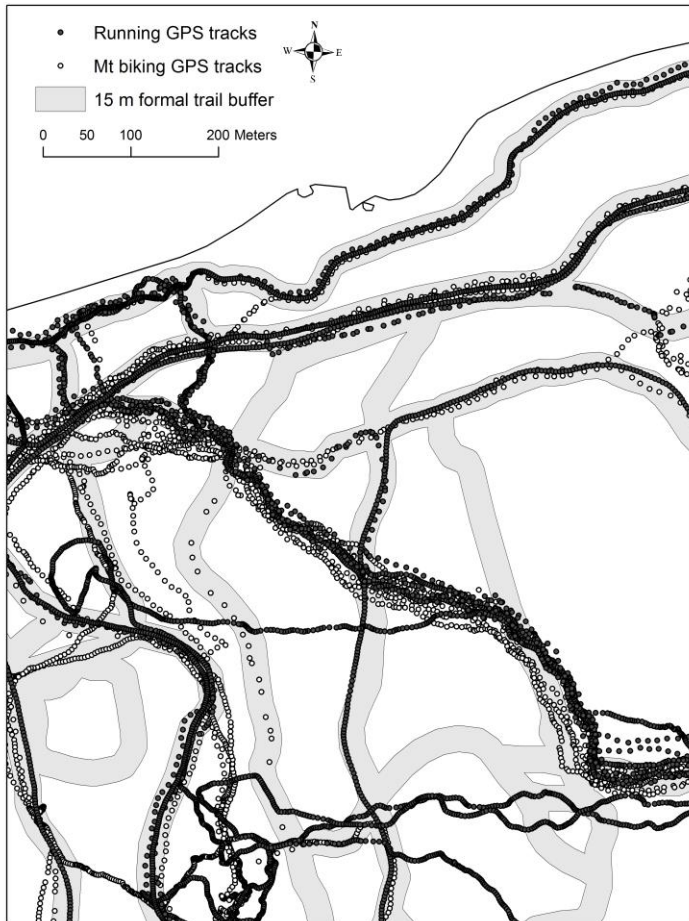 N
W E
S
Running GPS tracks
Mt biking GPS tracks
15 m formal trail buffer
0 50 100 200 Meters